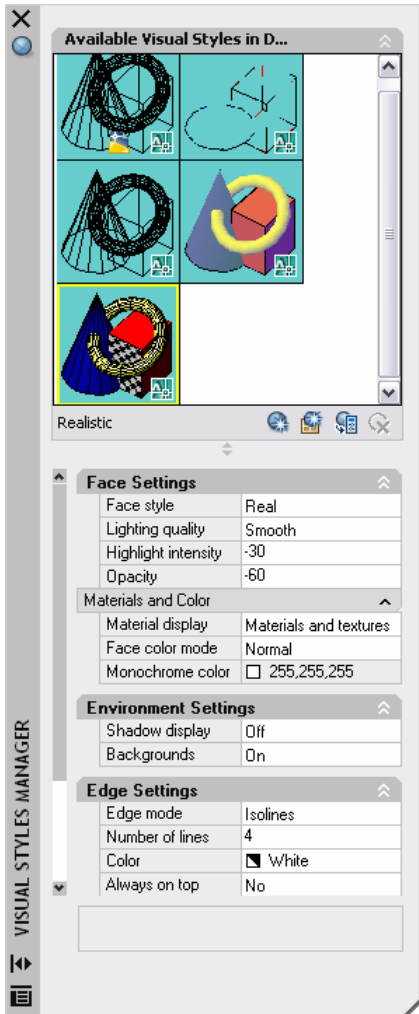 Available Visual Styles in D...
Realistic
Face Settings
Face style Real
Lighting quality Smooth
Highlight intensity -30
Opacity -60
Materials and Color
Material display Materials and textures
Face color mode Normal
Monochrome color 255,255,255
Environment Settings
Shadow display Off
Backgrounds On
Edge Settings
Edge mode Isolines
Number of lines 4
Color White
Always on top No
VISUAL STYLES MANAGER